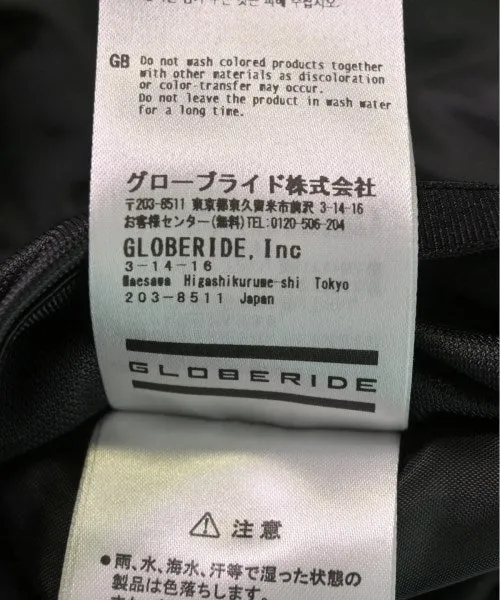 GB Do not wash colored products together
with other materials as discoloration
or color-transfer may occur.
Do not leave the product in wash water
for a long time.
グローブライド株式会社
〒203-8511 東京都東久留米市前沢 3-14-16
お客様センター(無料)TEL:0120-506-204
GLOBERIDE, Inc
3-14-16
Maesawa Higashikurume-shi Tokyo
203-8511 Japan
GLOBERIDE
⚠ 注意
●雨、水、海水、汗等で湿った状態の
製品は色落ちします。